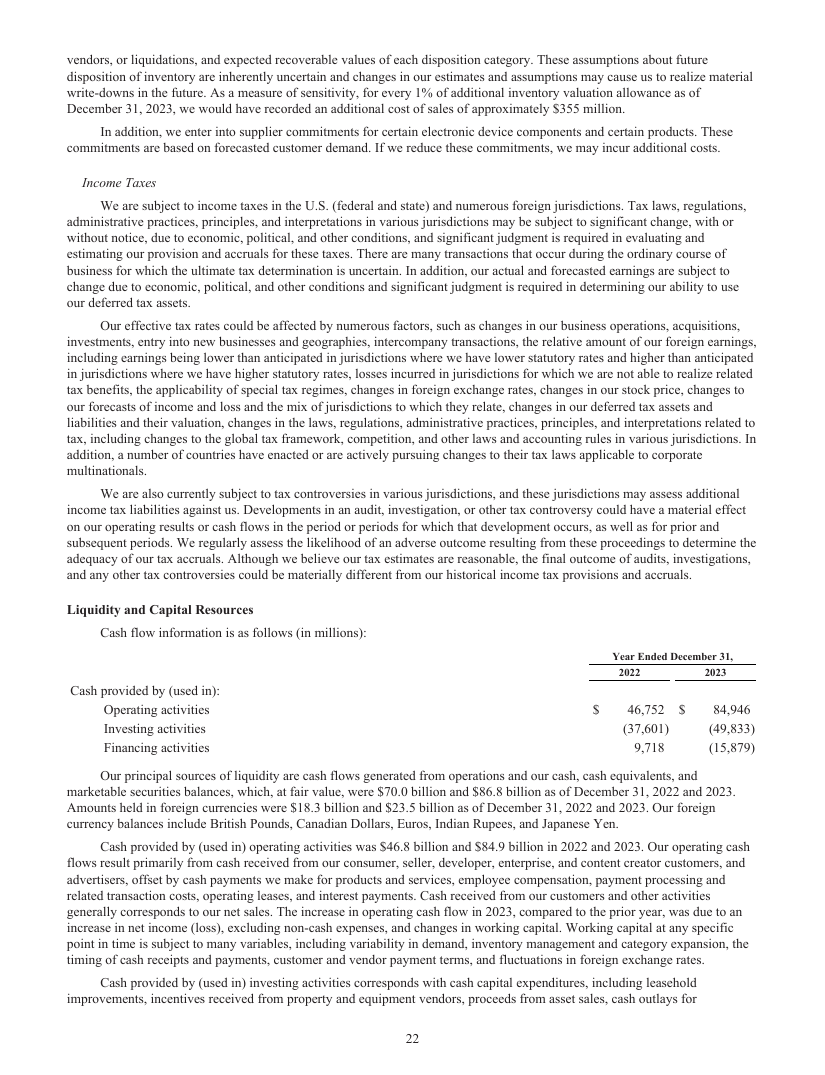 vendors, or liquidations, and expected recoverable values of each disposition category. These assumptions about future
disposition of inventory are inherently uncertain and changes in our estimates and assumptions may cause us to realize material
write-downs in the future. As a measure of sensitivity, for every 1% of additional inventory valuation allowance as of
December 31, 2023, we would have recorded an additional cost of sales of approximately $355 million.
In addition, we enter into supplier commitments for certain electronic device components and certain products. These
commitments are based on forecasted customer demand. If we reduce these commitments, we may incur additional costs.
Income Taxes
We are subject to income taxes in the U.S. (federal and state) and numerous foreign jurisdictions. Tax laws, regulations,
administrative practices, principles, and interpretations in various jurisdictions may be subject to significant change, with or
without notice, due to economic, political, and other conditions, and significant judgment is required in evaluating and
estimating our provision and accruals for these taxes. There are many transactions that occur during the ordinary course of
business for which the ultimate tax determination is uncertain. In addition, our actual and forecasted earnings are subject to
change due to economic, political, and other conditions and significant judgment is required in determining our ability to use
our deferred tax assets.
Our effective tax rates could be affected by numerous factors, such as changes in our business operations, acquisitions,
investments, entry into new businesses and geographies, intercompany transactions, the relative amount of our foreign earnings,
including earnings being lower than anticipated in jurisdictions where we have lower statutory rates and higher than anticipated
in jurisdictions where we have higher statutory rates, losses incurred in jurisdictions for which we are not able to realize related
tax benefits, the applicability of special tax regimes, changes in foreign exchange rates, changes in our stock price, changes to
our forecasts of income and loss and the mix of jurisdictions to which they relate, changes in our deferred tax assets and
liabilities and their valuation, changes in the laws, regulations, administrative practices, principles, and interpretations related to
tax, including changes to the global tax framework, competition, and other laws and accounting rules in various jurisdictions. In
addition, a number of countries have enacted or are actively pursuing changes to their tax laws applicable to corporate
multinationals.
We are also currently subject to tax controversies in various jurisdictions, and these jurisdictions may assess additional
income tax liabilities against us. Developments in an audit, investigation, or other tax controversy could have a material effect
on our operating results or cash flows in the period or periods for which that development occurs, as well as for prior and
subsequent periods. We regularly assess the likelihood of an adverse outcome resulting from these proceedings to determine the
adequacy of our tax accruals. Although we believe our tax estimates are reasonable, the final outcome of audits, investigations,
and any other tax controversies could be materially different from our historical income tax provisions and accruals.
Liquidity and Capital Resources
Cash flow information is as follows (in millions):
Year Ended December 31,
2022 2023
Cash provided by (used in):
Operating activities $ 46,752 $ 84,946
Investing activities (37,601) (49,833)
Financing activities 9,718 (15,879)
Our principal sources of liquidity are cash flows generated from operations and our cash, cash equivalents, and
marketable securities balances, which, at fair value, were $70.0 billion and $86.8 billion as of December 31, 2022 and 2023.
Amounts held in foreign currencies were $18.3 billion and $23.5 billion as of December 31, 2022 and 2023. Our foreign
currency balances include British Pounds, Canadian Dollars, Euros, Indian Rupees, and Japanese Yen.
Cash provided by (used in) operating activities was $46.8 billion and $84.9 billion in 2022 and 2023. Our operating cash
flows result primarily from cash received from our consumer, seller, developer, enterprise, and content creator customers, and
advertisers, offset by cash payments we make for products and services, employee compensation, payment processing and
related transaction costs, operating leases, and interest payments. Cash received from our customers and other activities
generally corresponds to our net sales. The increase in operating cash flow in 2023, compared to the prior year, was due to an
increase in net income (loss), excluding non-cash expenses, and changes in working capital. Working capital at any specific
point in time is subject to many variables, including variability in demand, inventory management and category expansion, the
timing of cash receipts and payments, customer and vendor payment terms, and fluctuations in foreign exchange rates.
Cash provided by (used in) investing activities corresponds with cash capital expenditures, including leasehold
improvements, incentives received from property and equipment vendors, proceeds from asset sales, cash outlays for
22